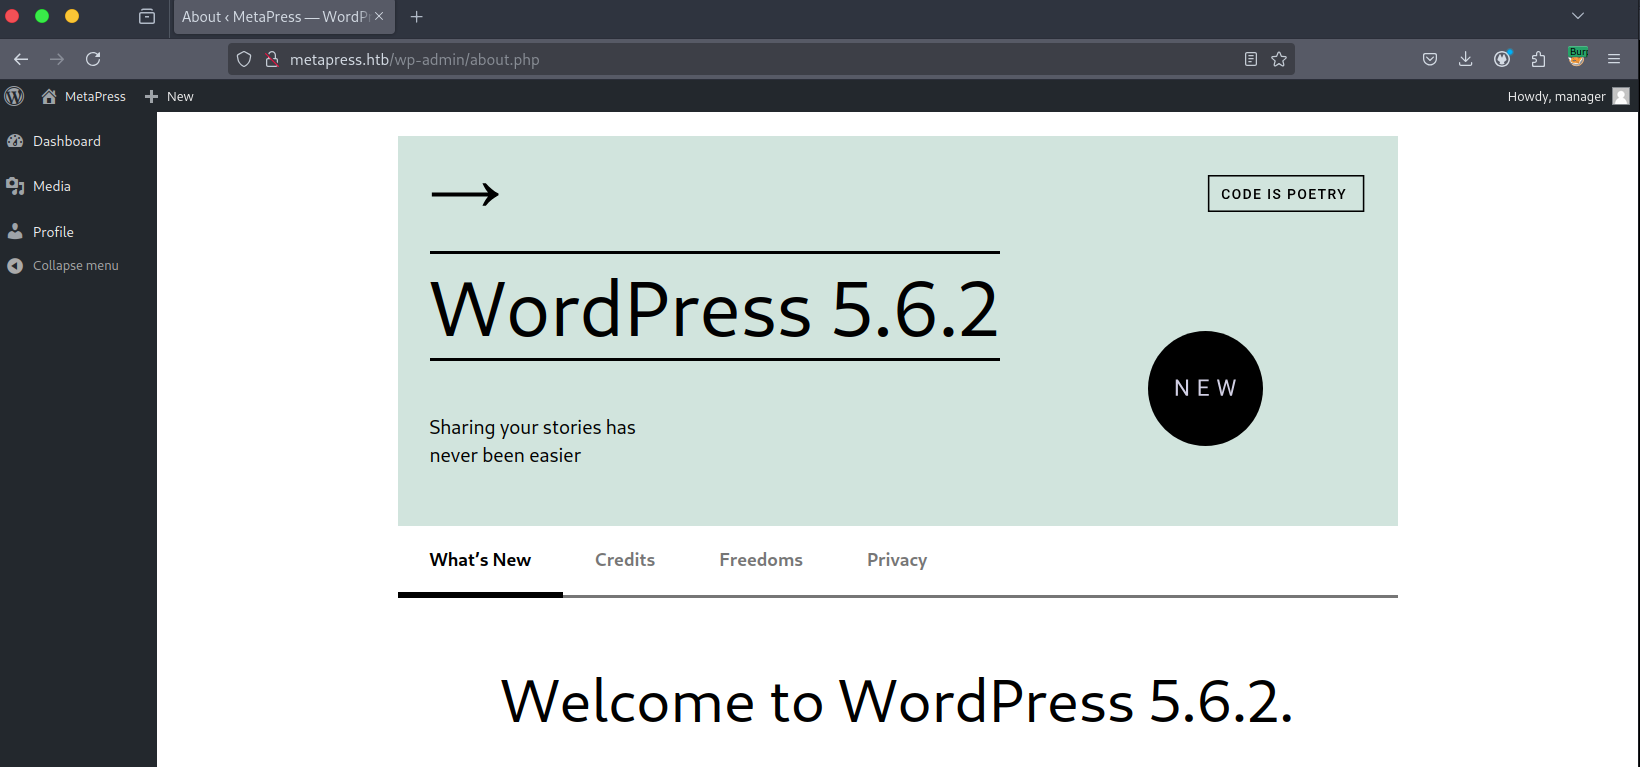 About ‹ MetaPress — WordPr
metapress.htb/wp-admin/about.php
Burp
MetaPress
New
Howdy, manager
Dashboard
Media
Profile
Collapse menu
CODE IS POETRY
WordPress 5.6.2
NEW
Sharing your stories has
never been easier
What's New
Credits
Freedoms
Privacy
Welcome to WordPress 5.6.2.